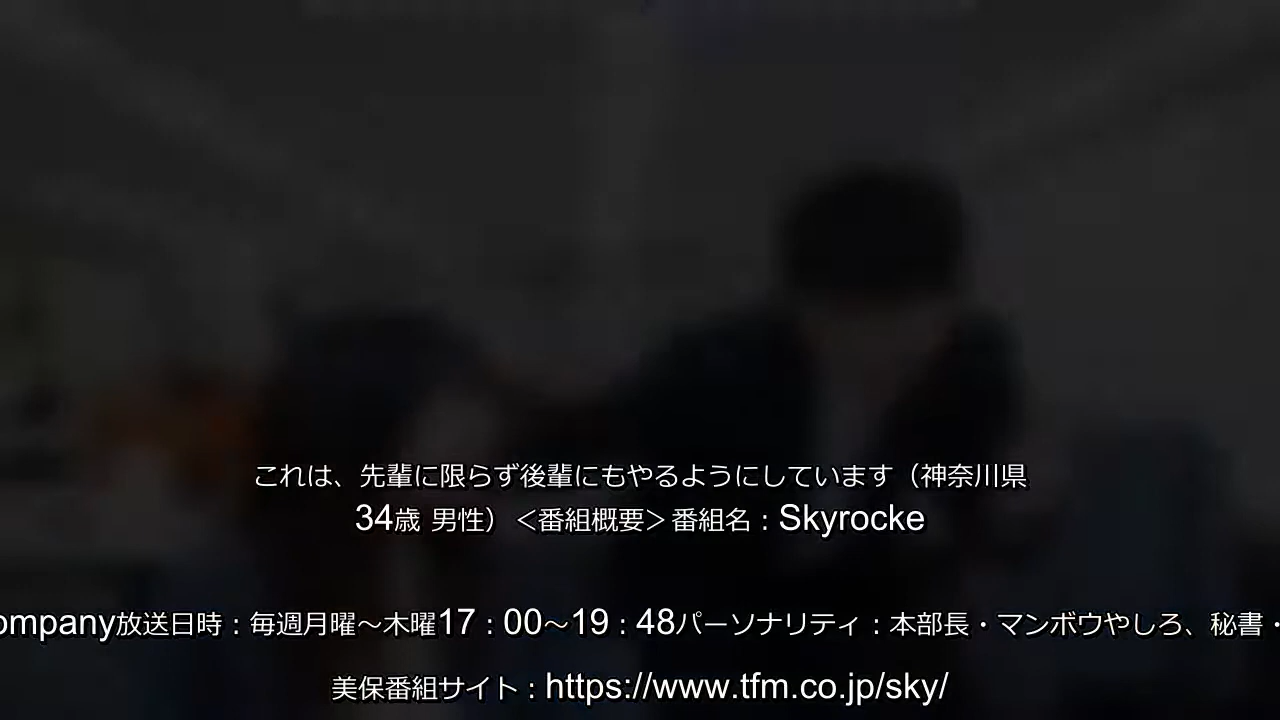 これは、先輩に限らず後輩にもやるようにしています（神奈川県
34歳 男性）＜番組概要＞番組名：Skyrocke
ompany放送日時：毎週月曜～木曜17：00～19：48パーソナリティ：本部長・マンボウやしろ、秘書・
美保番組サイト：https://www.tfm.co.jp/sky/